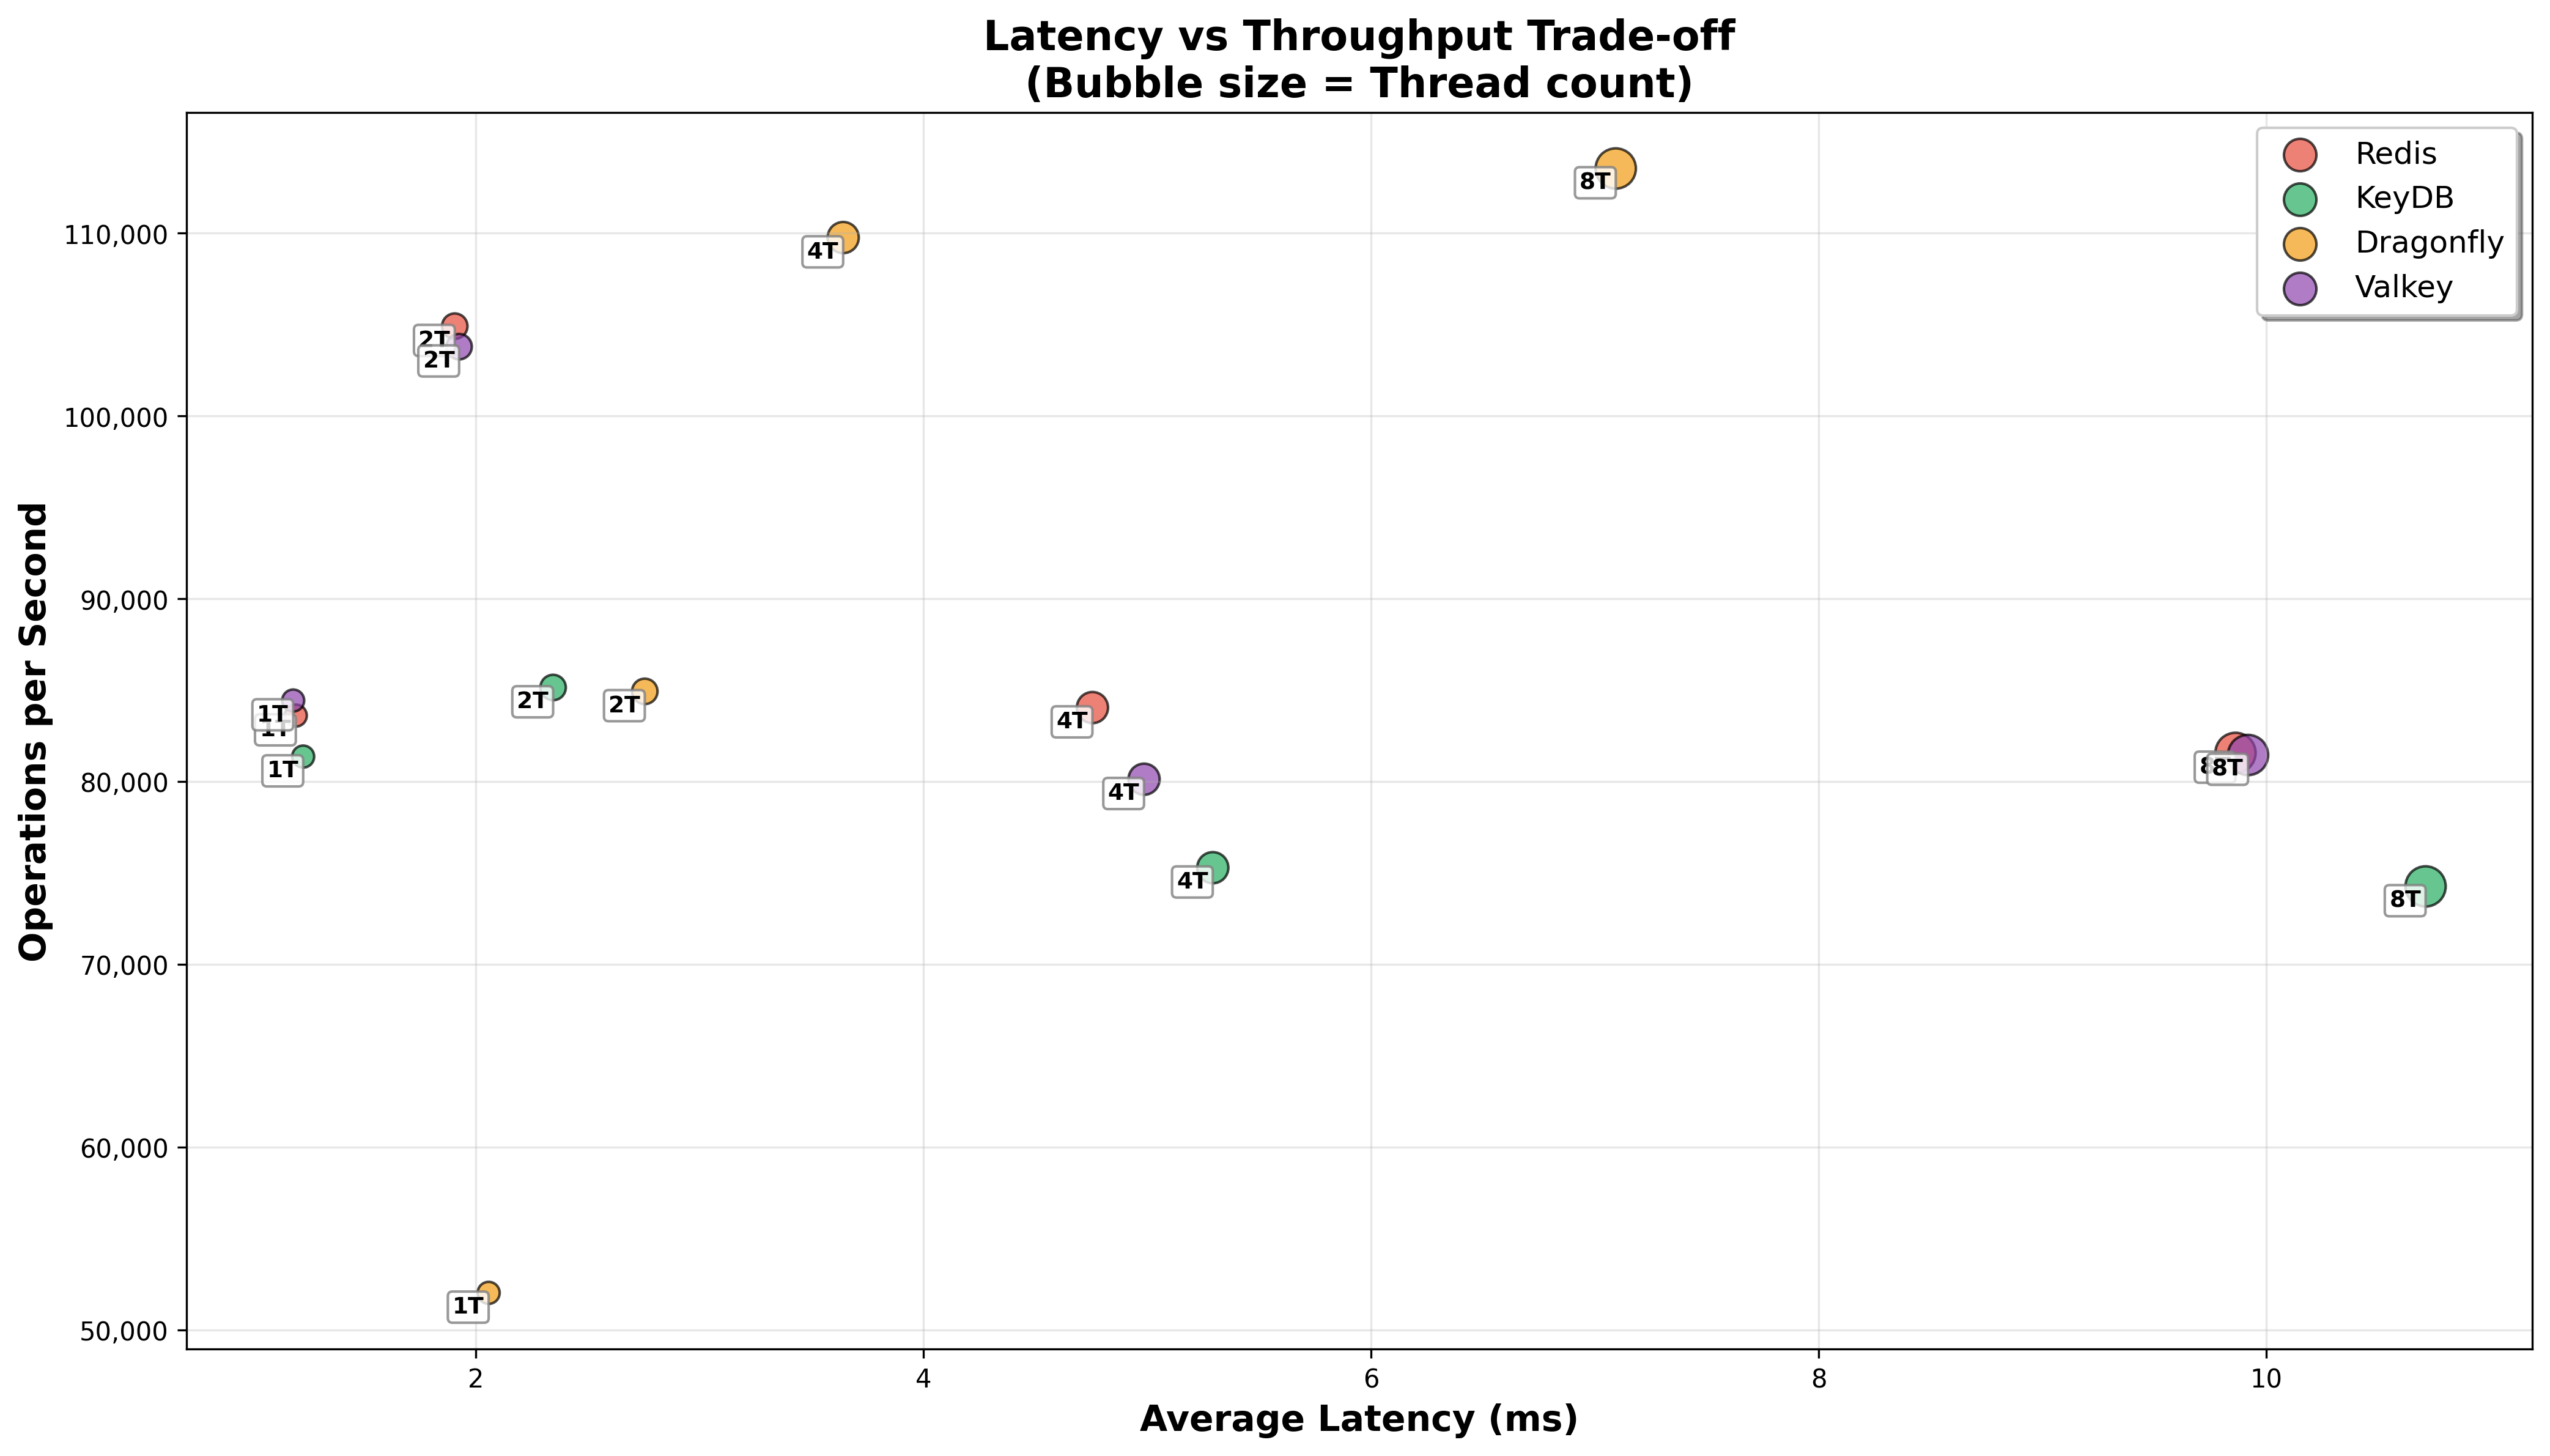 Latency vs Throughput Trade-off
(Bubble size = Thread count)
Redis
KeyDB
Dragonfly
Valkey
Operations per Second
110,000
100,000
90,000
80,000
70,000
60,000
50,000
8T
4T
2T
2T
2T
2T
1T
1T
1T
4T
4T
4T
8T
8T
1T
2
4
6
8
10
Average Latency (ms)